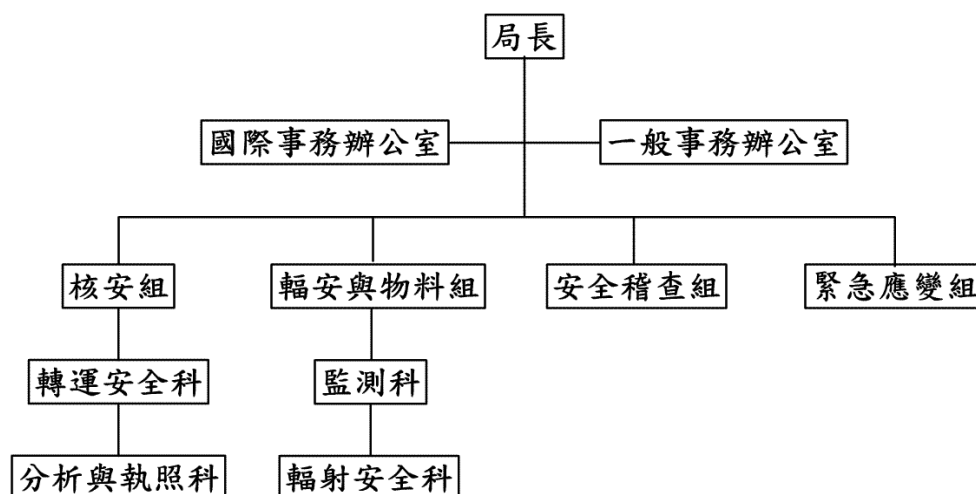 局長
國際事務辦公室
一般事務辦公室
核安組
輻安與物料組
安全稽查組
緊急應變組
轉運安全科
監測科
分析與執照科
輻射安全科